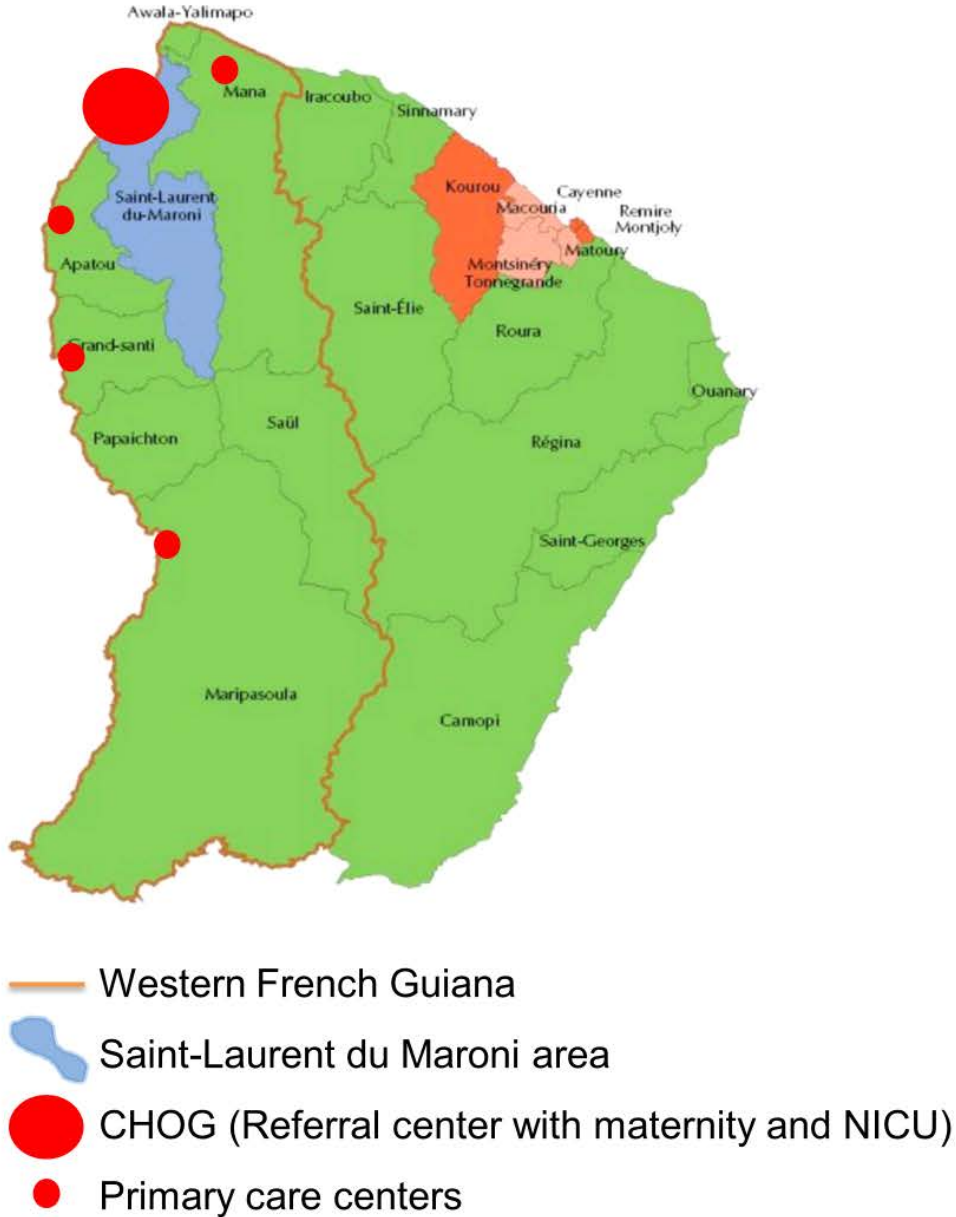 Awala-Yalimapo
Mana
Iracoubo
Sinnamary
Kourou
Cayenne
Macouria
Remire
Montjoly
Saint-Laurent
du-Maroni
Matoury
Apatou
Montsinéry
Tonnegrande
Saint-Élie
Roura
Grand-santi
Ouanary
Papaichton
Saül
Régina
Saint-Georges
Maripasoula
Camopi
Western French Guiana
Saint-Laurent du Maroni area
CHOG (Referral center with maternity and NICU)
Primary care centers